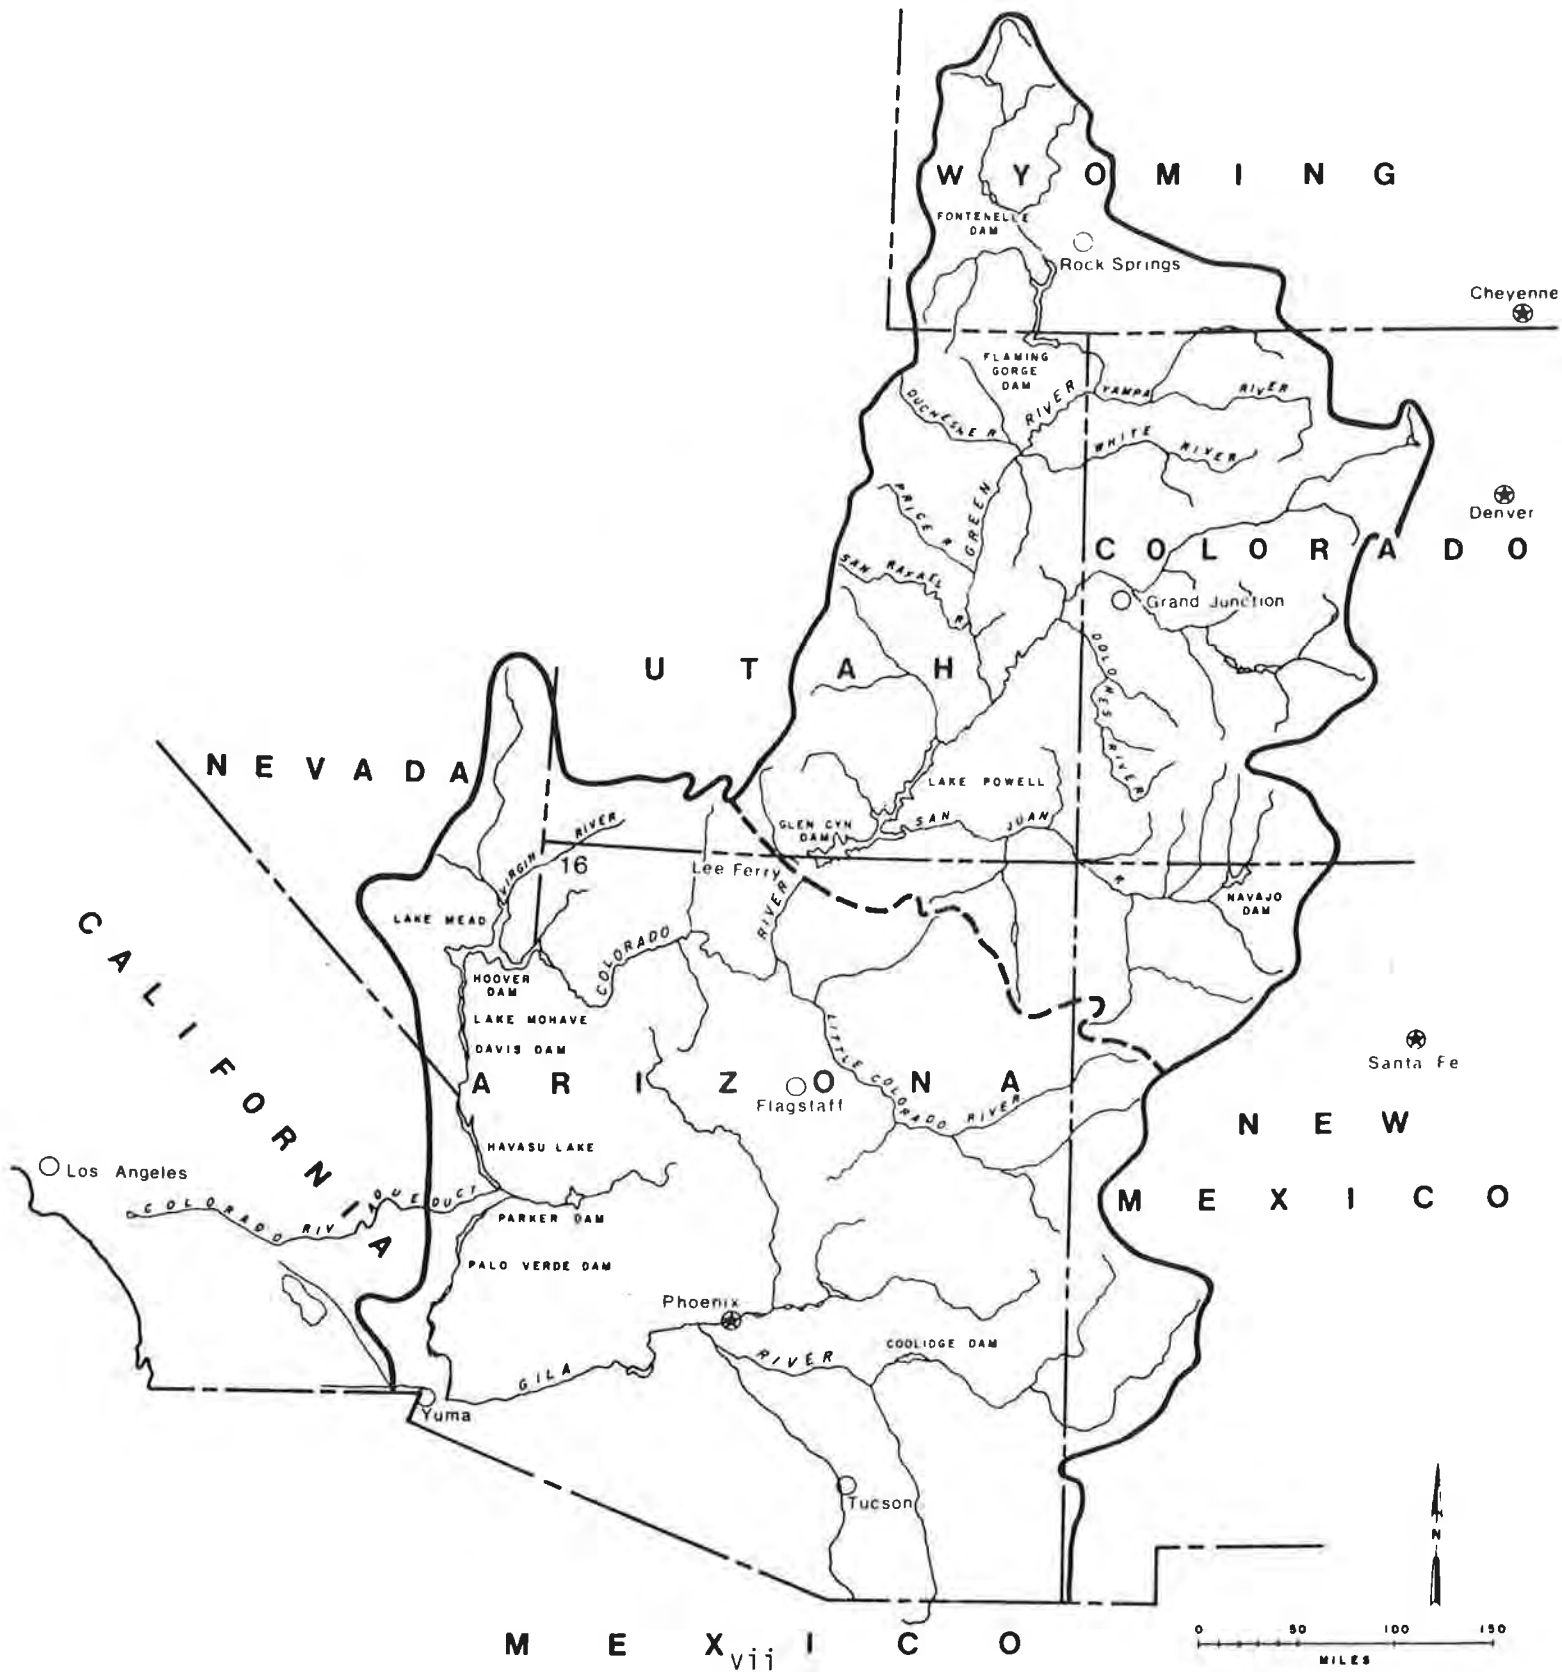 WYOMING
FONTENELLE
DAM
Rock Springs
Cheyenne
FLAMING
GORGE
DAM
DUCHESNE R
RIVER
YAMPA
RIVER
WHITE
RIVER
PRICE R
GREEN
Denver
COLORADO
SAN RAFAEL R
Grand Junction
UTAH
DOLORES RIVER
NEVADA
LAKE POWELL
GLEN CYN
DAM
SAN JUAN
R
VIRGIN RIVER
16
Lee Ferry
NAVAJO
DAM
LAKE MEAD
COLORADO
RIVER
CALIFORNIA
HOOVER
DAM
LAKE MOHAVE
DAVIS DAM
LITTLE COLORADO RIVER
Santa Fe
ARIZONA
Flagstaff
NEW
HAVASU LAKE
Los Angeles
COLORADO RIV AQUEDUCT
MEXICO
PARKER DAM
PALO VERDE DAM
Phoenix
COOLIDGE DAM
GILA
RIVER
Yuma
Tucson
N
MEXICO
vii
0 50 100 150
MILES